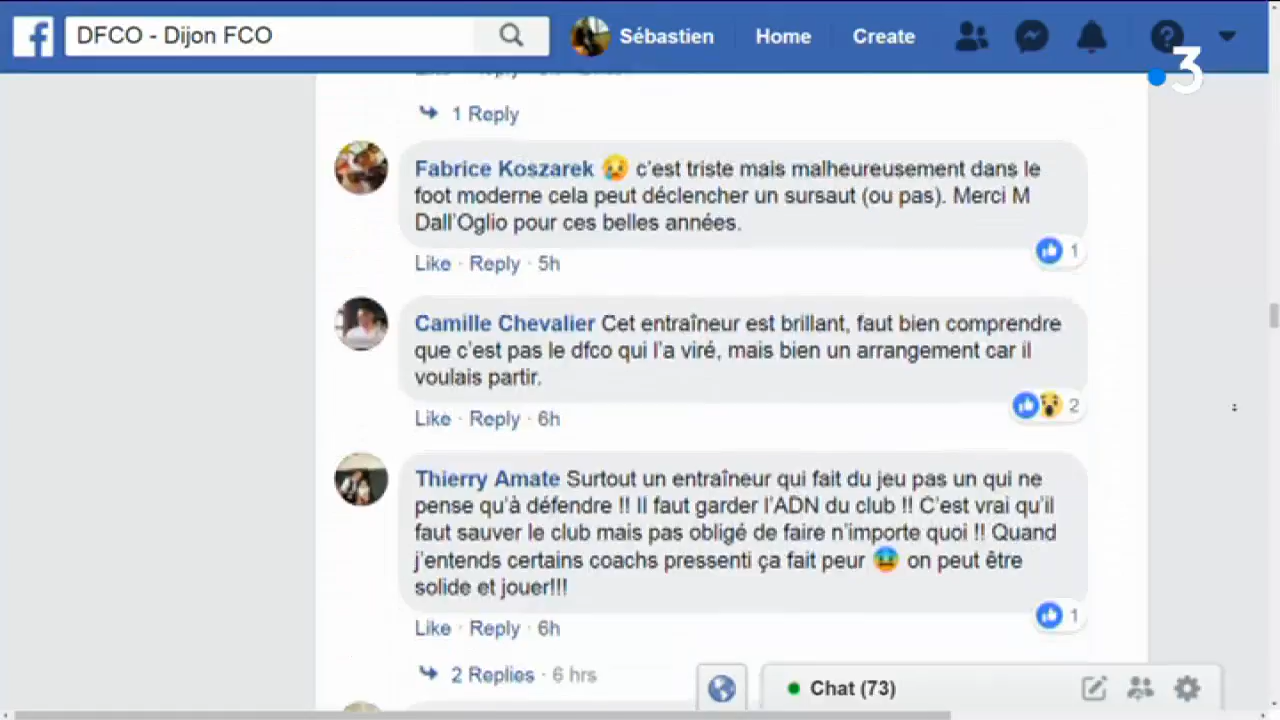 DFCO - Dijon FCO
Sébastien
Home
Create
3
1 Reply
Fabrice Koszarek 😢 c'est triste mais malheureusement dans le
foot moderne cela peut déclencher un sursaut (ou pas). Merci M
Dall'Oglio pour ces belles années.
1
Like · Reply · 5h
Camille Chevalier Cet entraîneur est brillant, faut bien comprendre
que c'est pas le dfco qui l'a viré, mais bien un arrangement car il
voulais partir.
2
Like · Reply · 6h
Thierry Amate Surtout un entraîneur qui fait du jeu pas un qui ne
pense qu'à défendre !! Il faut garder l'ADN du club !! C'est vrai qu'il
faut sauver le club mais pas obligé de faire n'importe quoi !! Quand
j'entends certains coachs pressenti ça fait peur 😰 on peut être
solide et jouer!!!
1
Like · Reply · 6h
2 Replies · 6 hrs
Chat (73)